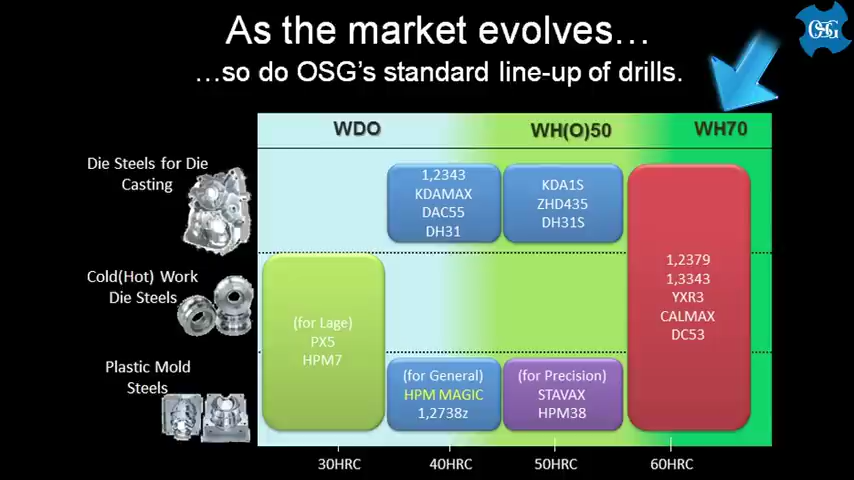 As the market evolves…
…so do OSG's standard line-up of drills.
OSG
WDO
WH(O)50
WH70
Die Steels for Die
Casting
1,2343
KDAMAX
DAC55
DH31
KDA1S
ZHD435
DH31S
1,2379
1,3343
YXR3
CALMAX
DC53
Cold(Hot) Work
Die Steels
(for Lage)
PX5
HPM7
Plastic Mold
Steels
(for General)
HPM MAGIC
1,2738z
(for Precision)
STAVAX
HPM38
30HRC
40HRC
50HRC
60HRC